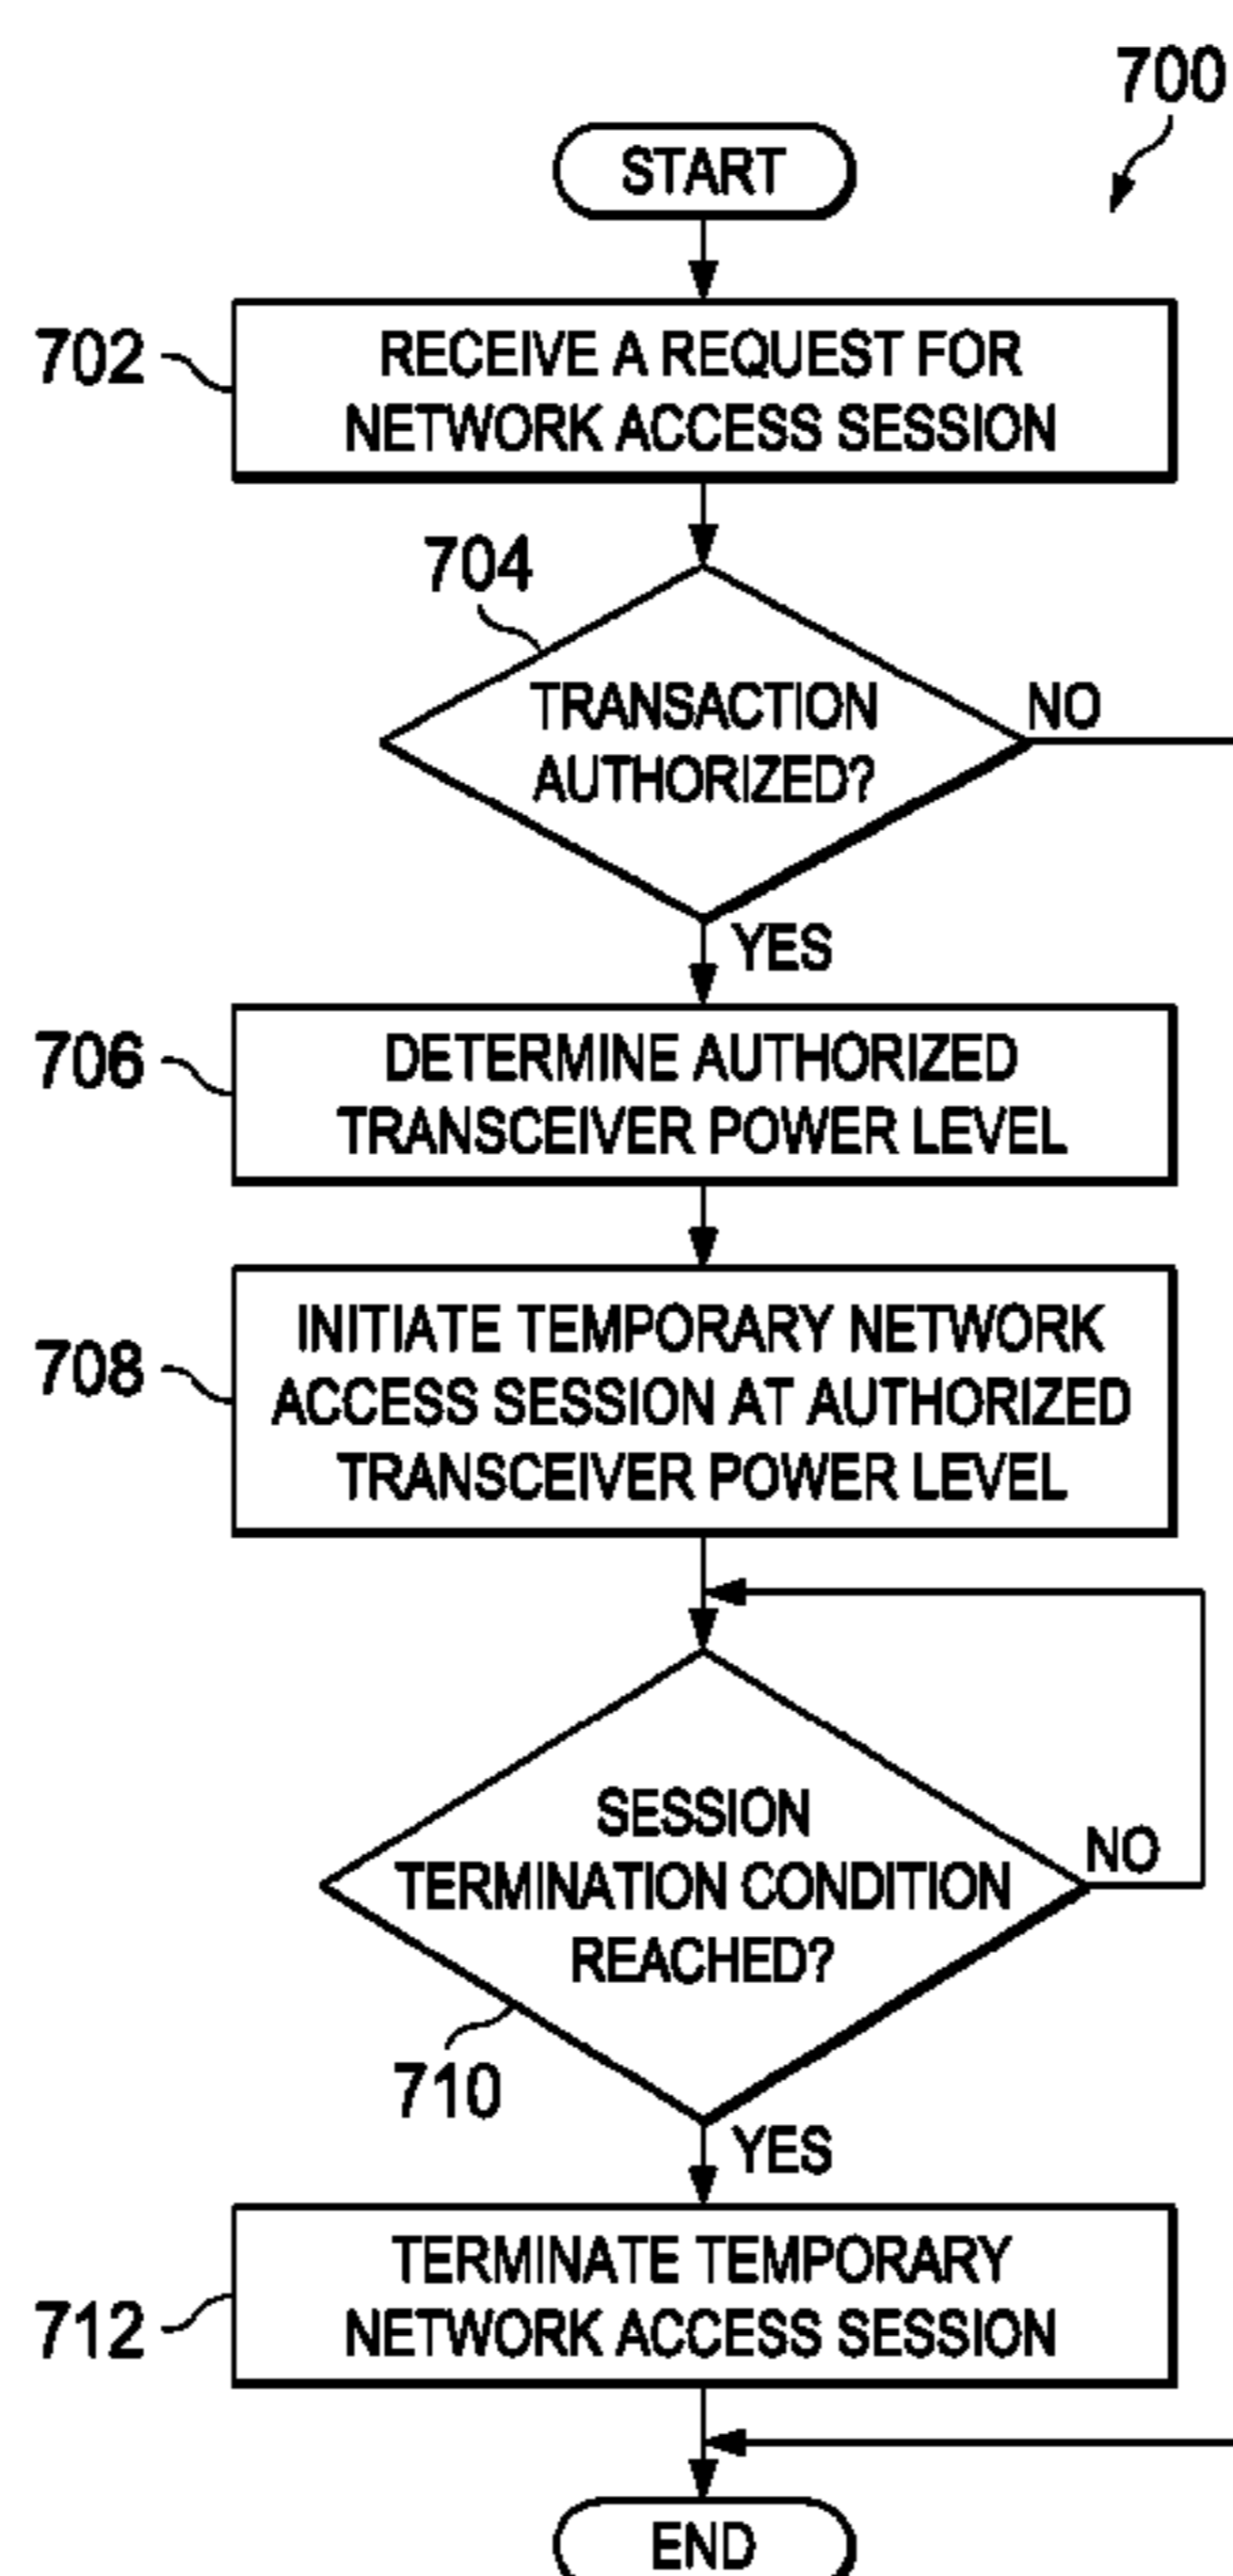 700
START
702
RECEIVE A REQUEST FOR
NETWORK ACCESS SESSION
704
TRANSACTION
AUTHORIZED?
NO
YES
706
DETERMINE AUTHORIZED
TRANSCEIVER POWER LEVEL
708
INITIATE TEMPORARY NETWORK
ACCESS SESSION AT AUTHORIZED
TRANSCEIVER POWER LEVEL
SESSION
TERMINATION CONDITION
REACHED?
NO
710
YES
712
TERMINATE TEMPORARY
NETWORK ACCESS SESSION
END